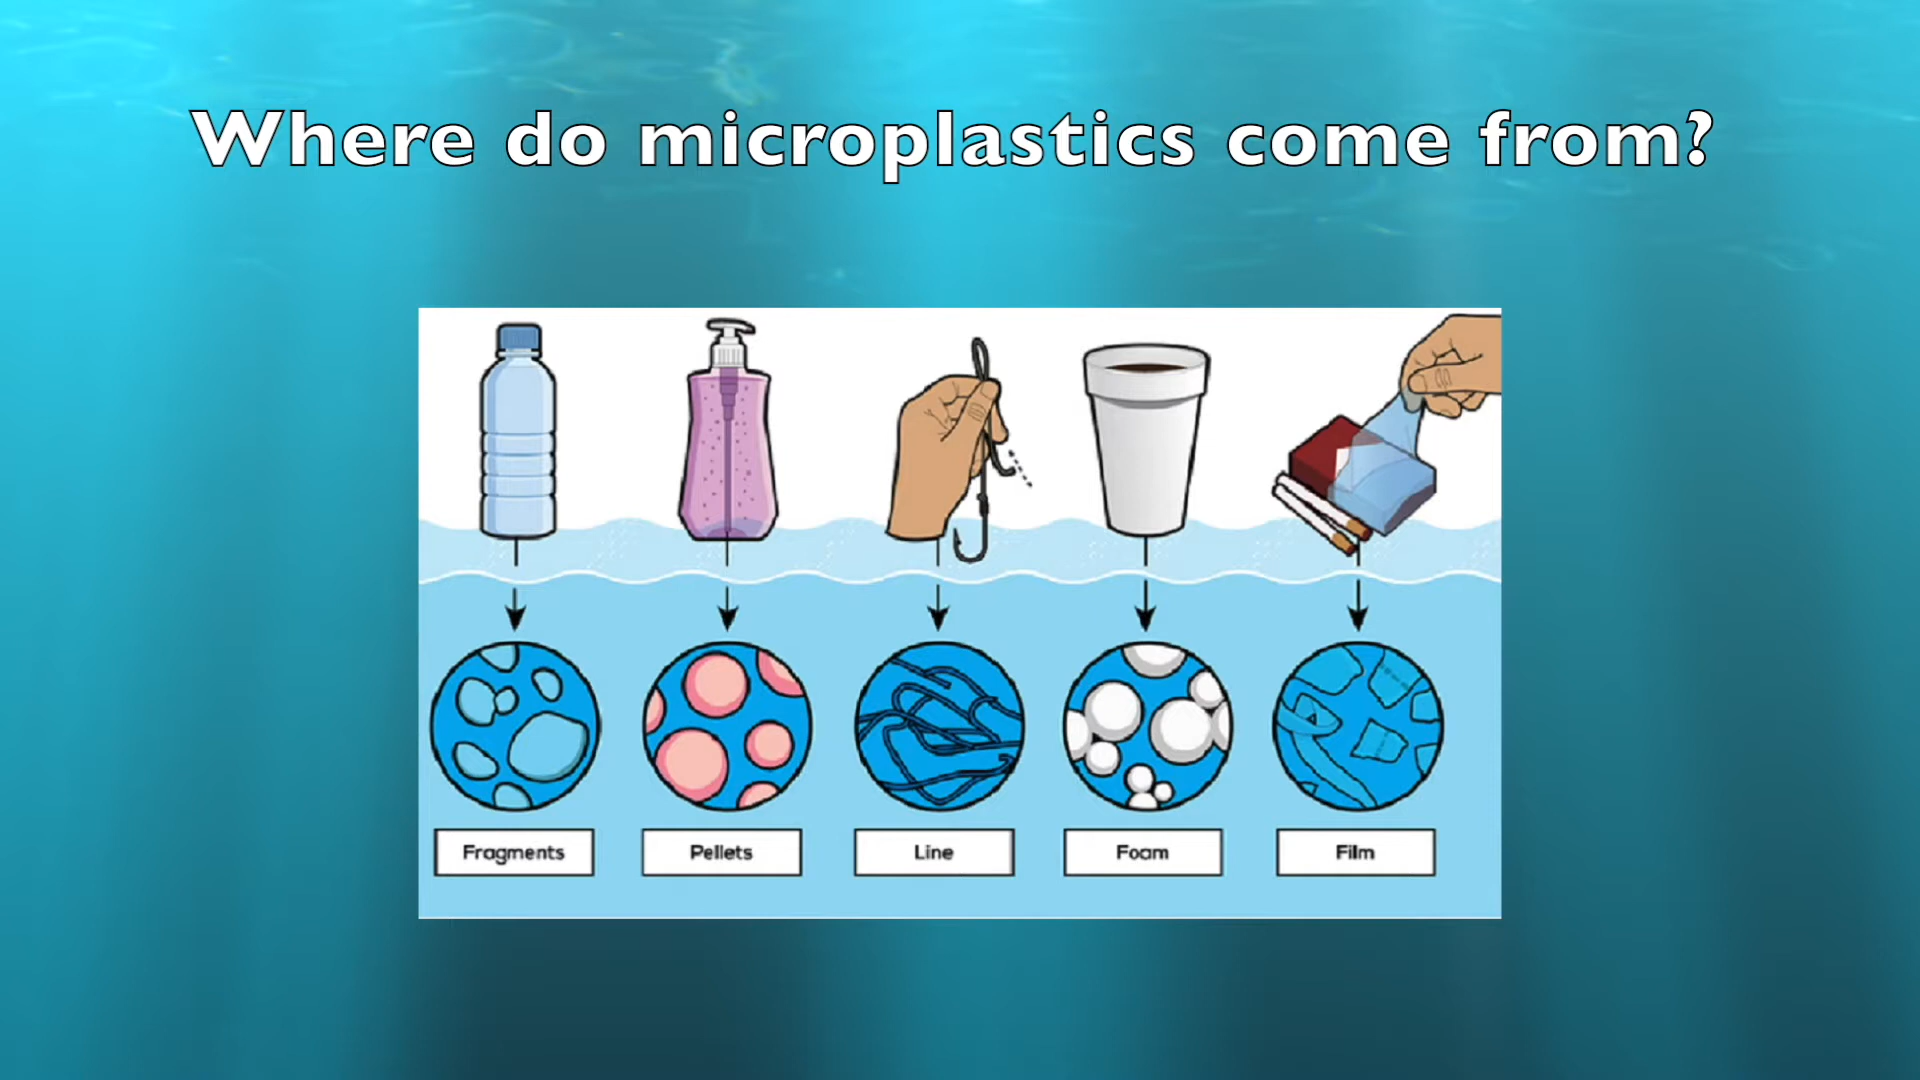 Where do microplastics come from?
Fragments
Pellets
Line
Foam
Film